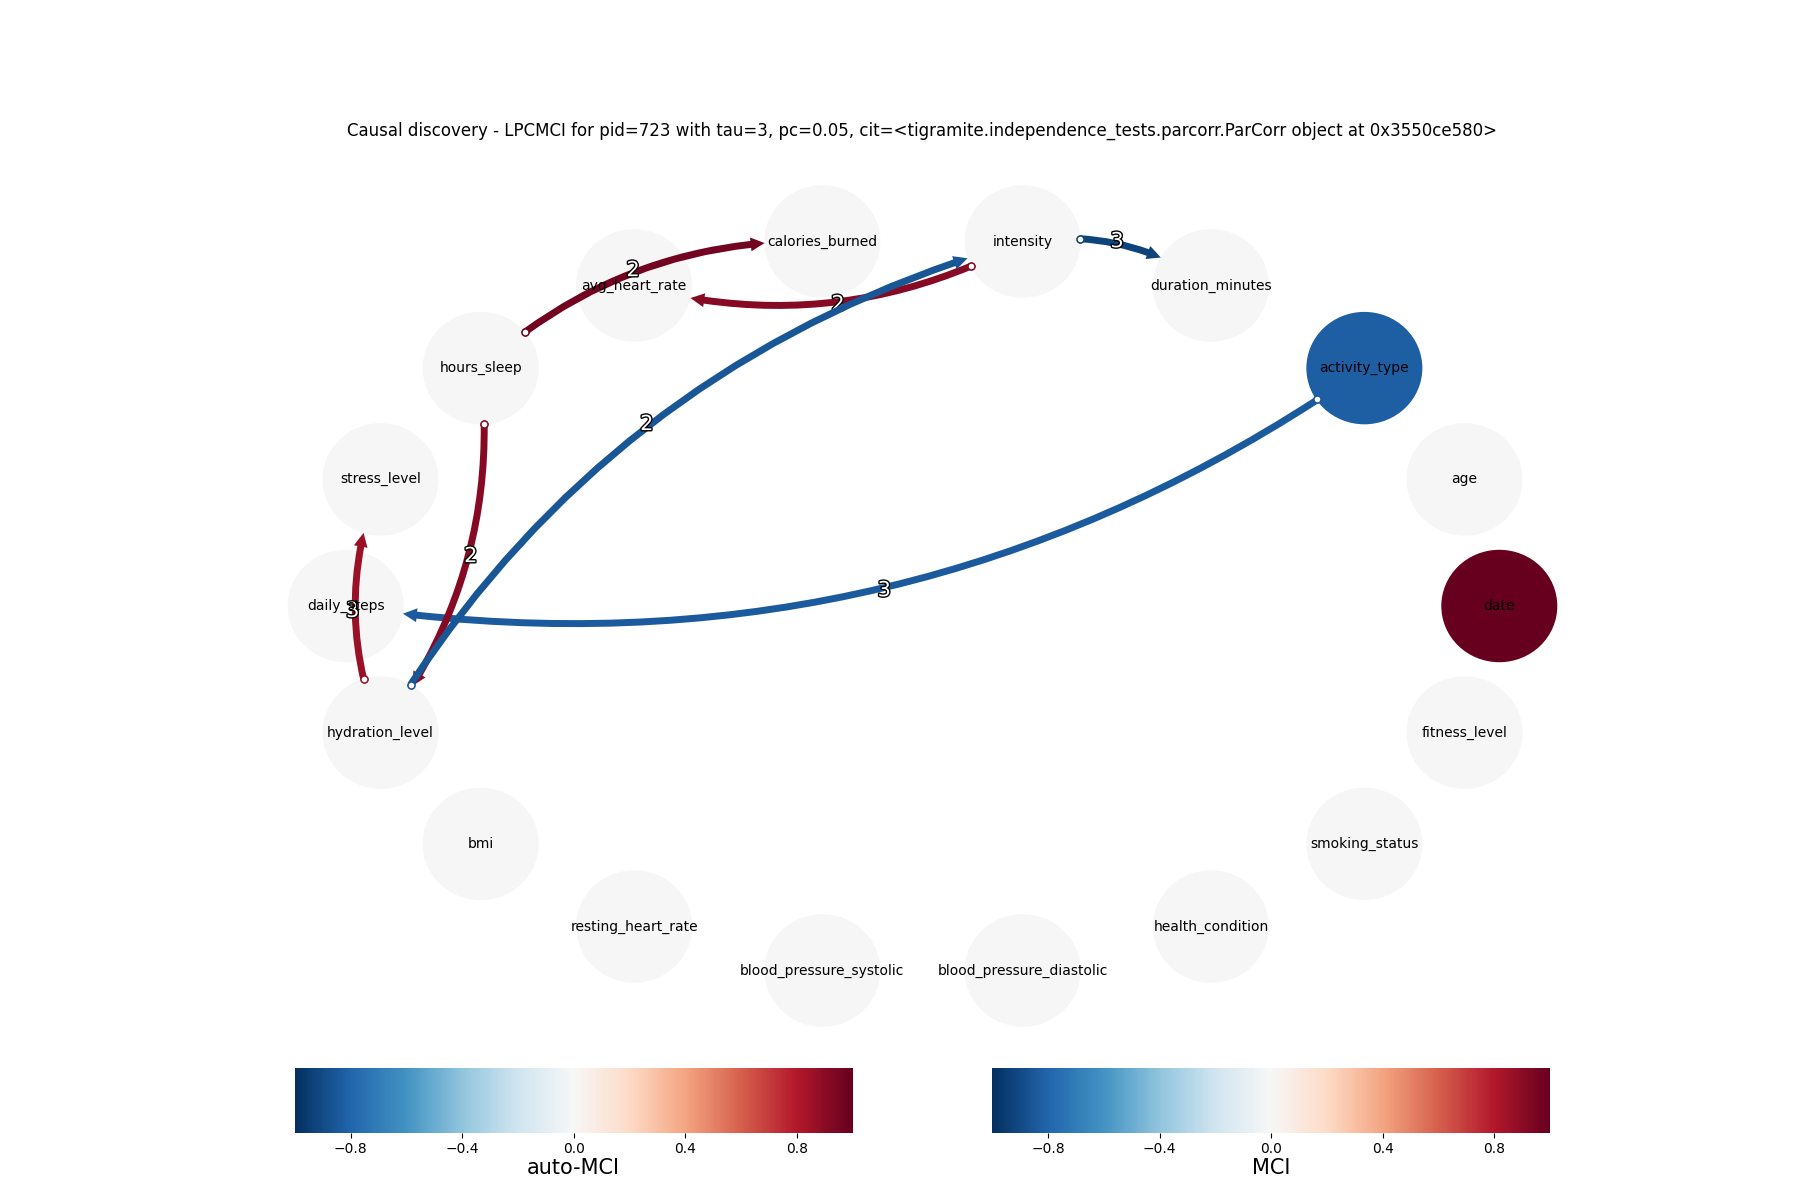 Causal discovery - LPCMCI for pid=723 with tau=3, pc=0.05, cit=<tigramite.independence_tests.parcorr.ParCorr object at 0x3550ce580>
calories_burned
intensity
3
2
avg_heart_rate
duration_minutes
2
hours_sleep
activity_type
2
stress_level
age
2
3
daily_steps
3
date
hydration_level
fitness_level
bmi
smoking_status
resting_heart_rate
health_condition
blood_pressure_systolic
blood_pressure_diastolic
−0.8 −0.4 0.0 0.4 0.8
auto-MCI
−0.8 −0.4 0.0 0.4 0.8
MCI